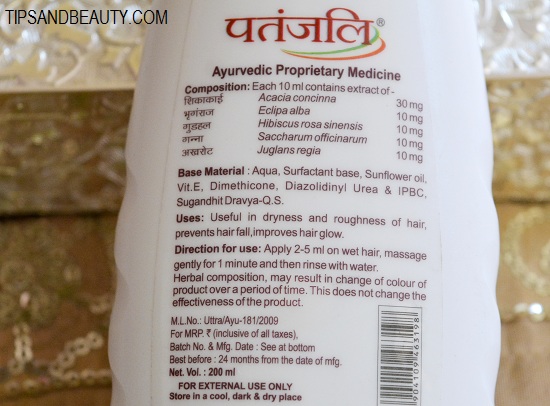 TIPSANDBEAUTY.COM
पतंजलि®
Ayurvedic Proprietary Medicine
Composition: Each 10 ml contains extract of -
शिकाकाई Acacia concinna 30 mg
भृगंराज Eclipa alba 10 mg
गुडहल Hibiscus rosa sinensis 10 mg
गन्ना Saccharum officinarum 10 mg
अखरोट Juglans regia 10 mg
Base Material : Aqua, Surfactant base, Sunflower oil,
Vit.E, Dimethicone, Diazolidinyl Urea & IPBC,
Sugandhit Dravya-Q.S.
Uses: Useful in dryness and roughness of hair,
prevents hair fall,improves hair glow.
Direction for use: Apply 2-5 ml on wet hair, massage
gently for 1 minute and then rinse with water.
Herbal composition, may result in change of colour of
product over a period of time. This does not change the
effectiveness of the product.
M.L.No.: Uttra/Ayu-181/2009
For MRP. ₹ (inclusive of all taxes),
Batch No. & Mfg. Date : See at bottom
Best before : 24 months from the date of mfg.
Net. Vol. : 200 ml
FOR EXTERNAL USE ONLY
Store in a cool, dark & dry place
8904109463198